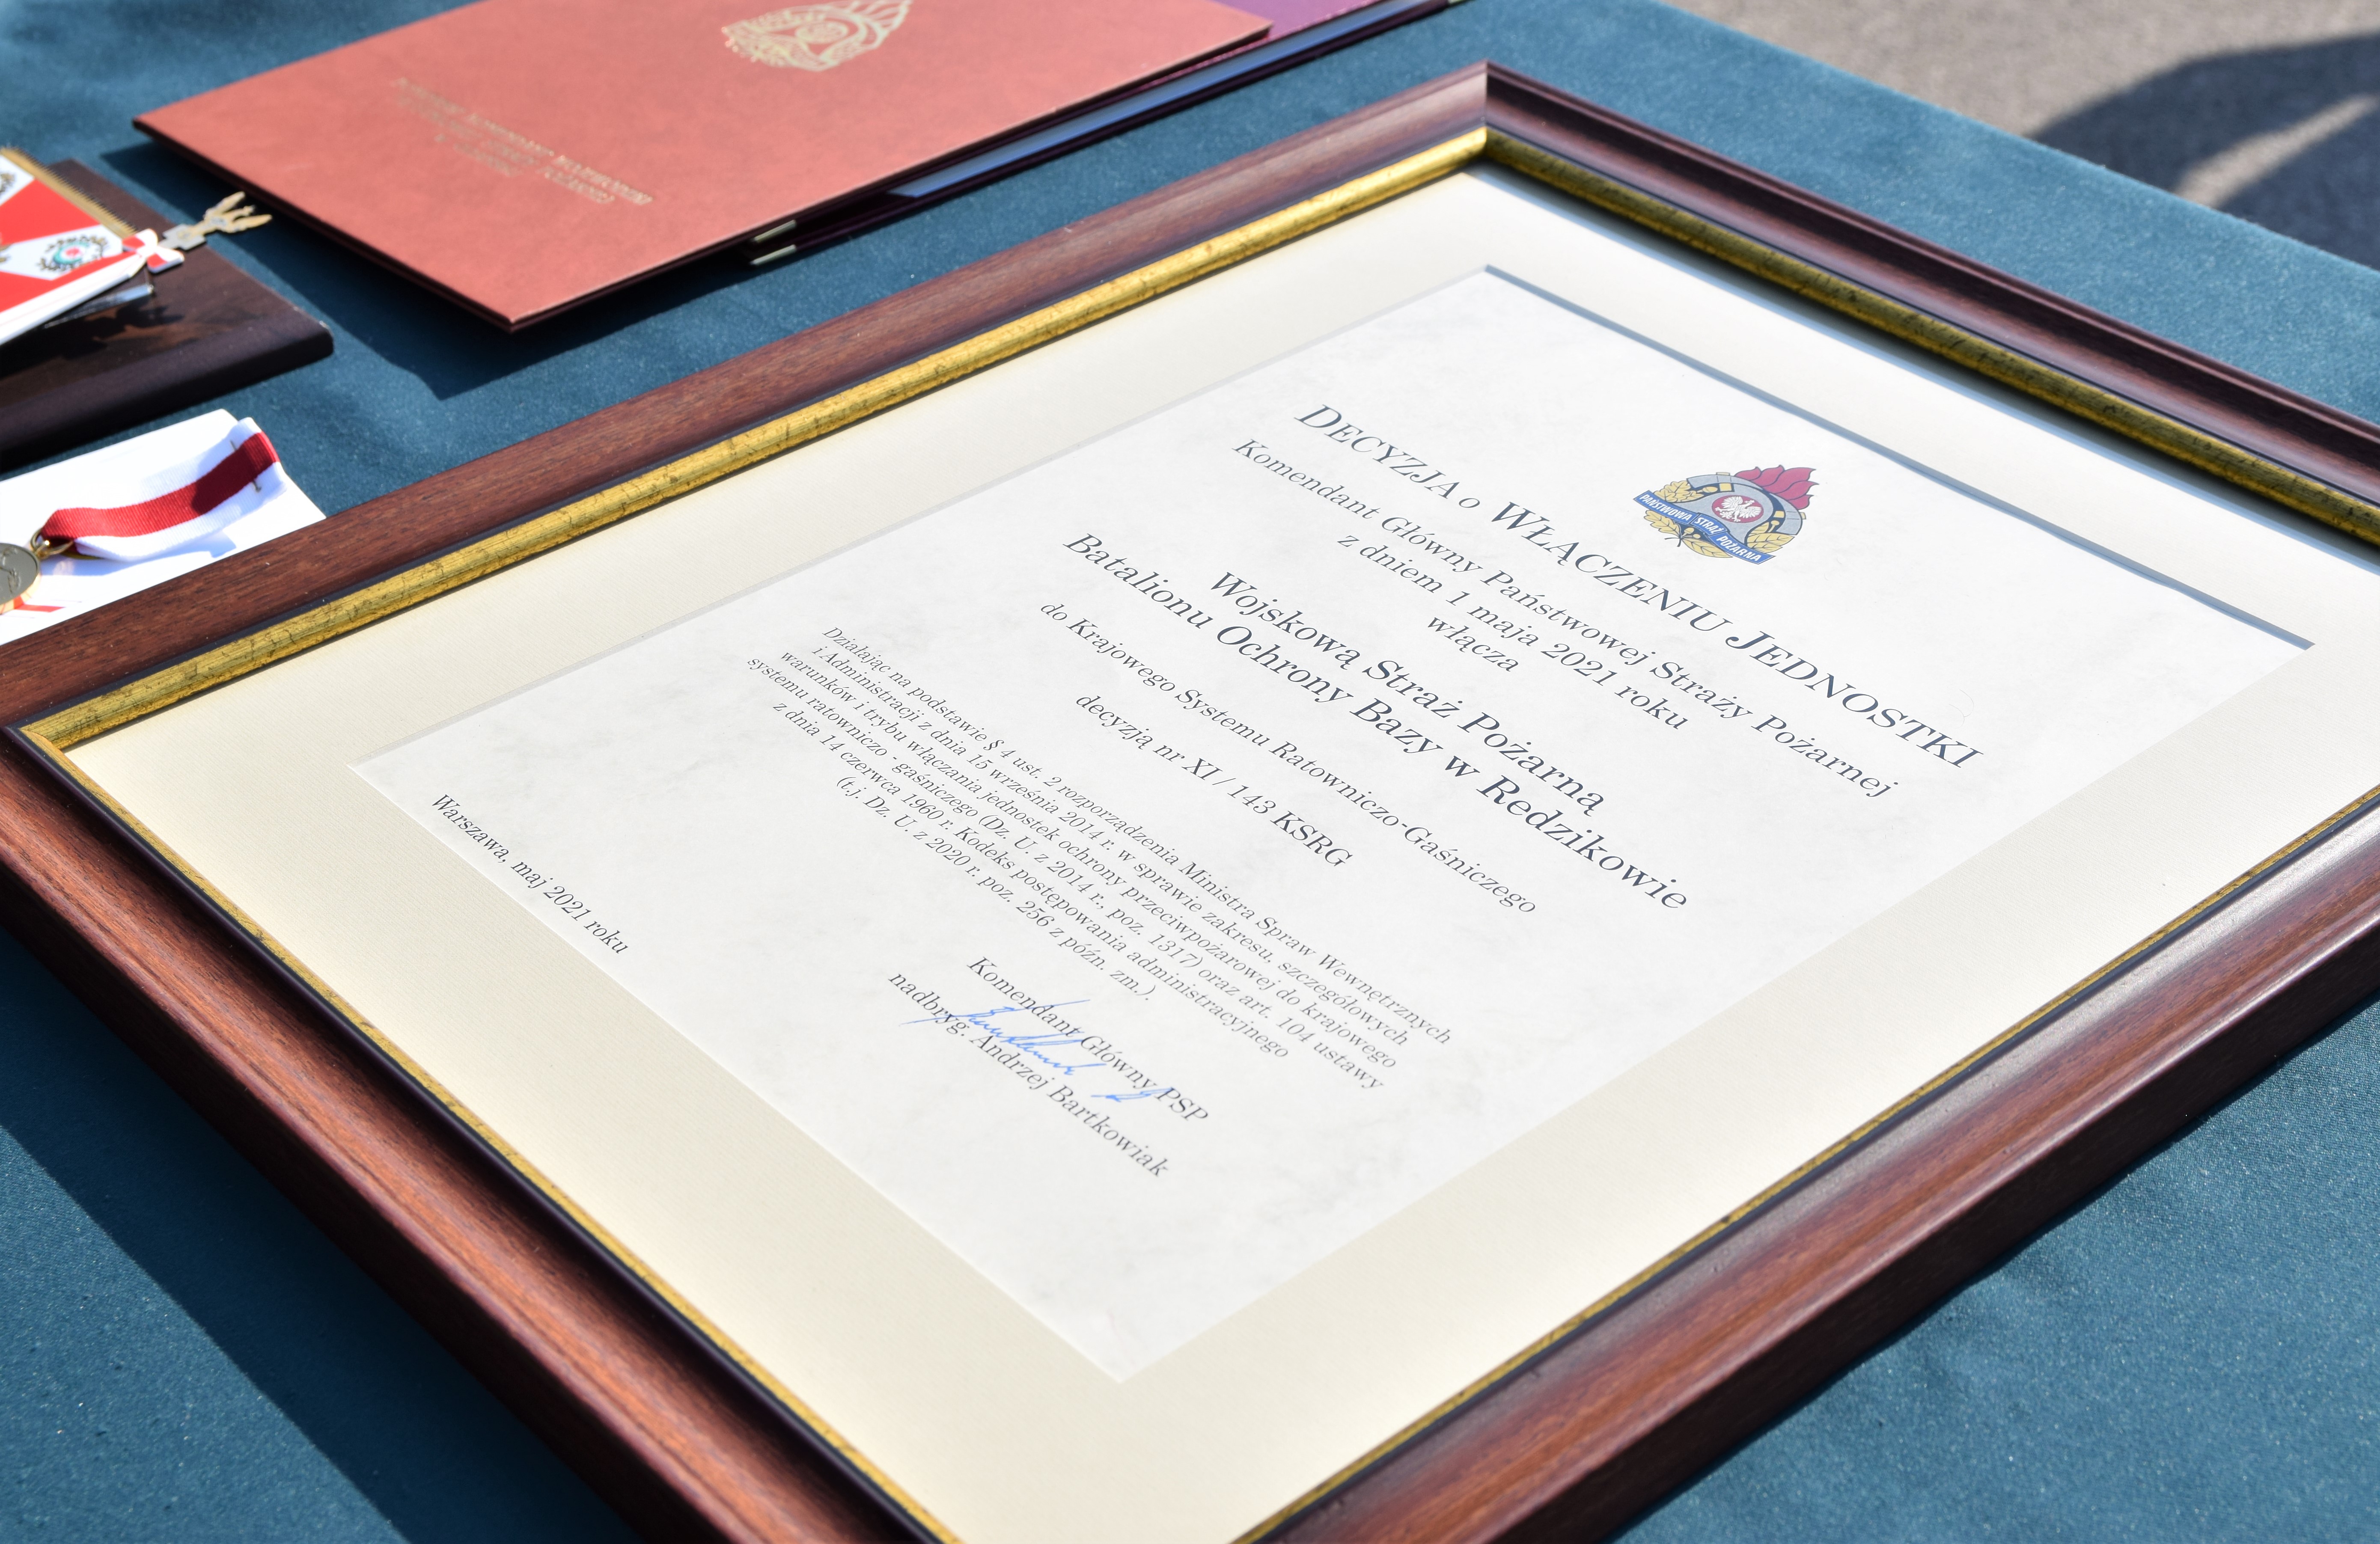 PAŃSTWOWA STRAŻ POŻARNA
DECYZJA O WŁĄCZENIU JEDNOSTKI
Komendant Główny Państwowej Straży Pożarnej
z dniem 1 maja 2021 roku
włącza
Wojskową Straż Pożarną
Batalionu Ochrony Bazy w Redzikowie
do Krajowego Systemu Ratowniczo-Gaśniczego
decyzją nr XI / 143 KSRG
Działając na podstawie § 4 ust. 2 rozporządzenia Ministra Spraw Wewnętrznych
i Administracji z dnia 15 września 2014 r. w sprawie zakresu, szczegółowych
warunków i trybu włączania jednostek ochrony przeciwpożarowej do krajowego
systemu ratowniczo - gaśniczego (Dz. U. z 2014 r., poz. 1317) oraz art. 104 ustawy
z dnia 14 czerwca 1960 r. Kodeks postępowania administracyjnego
(t.j. Dz. U. z 2020 r. poz. 256 z późn. zm.).
Warszawa, maj 2021 roku
Komendant Główny PSP
nadbryg. Andrzej Bartkowiak